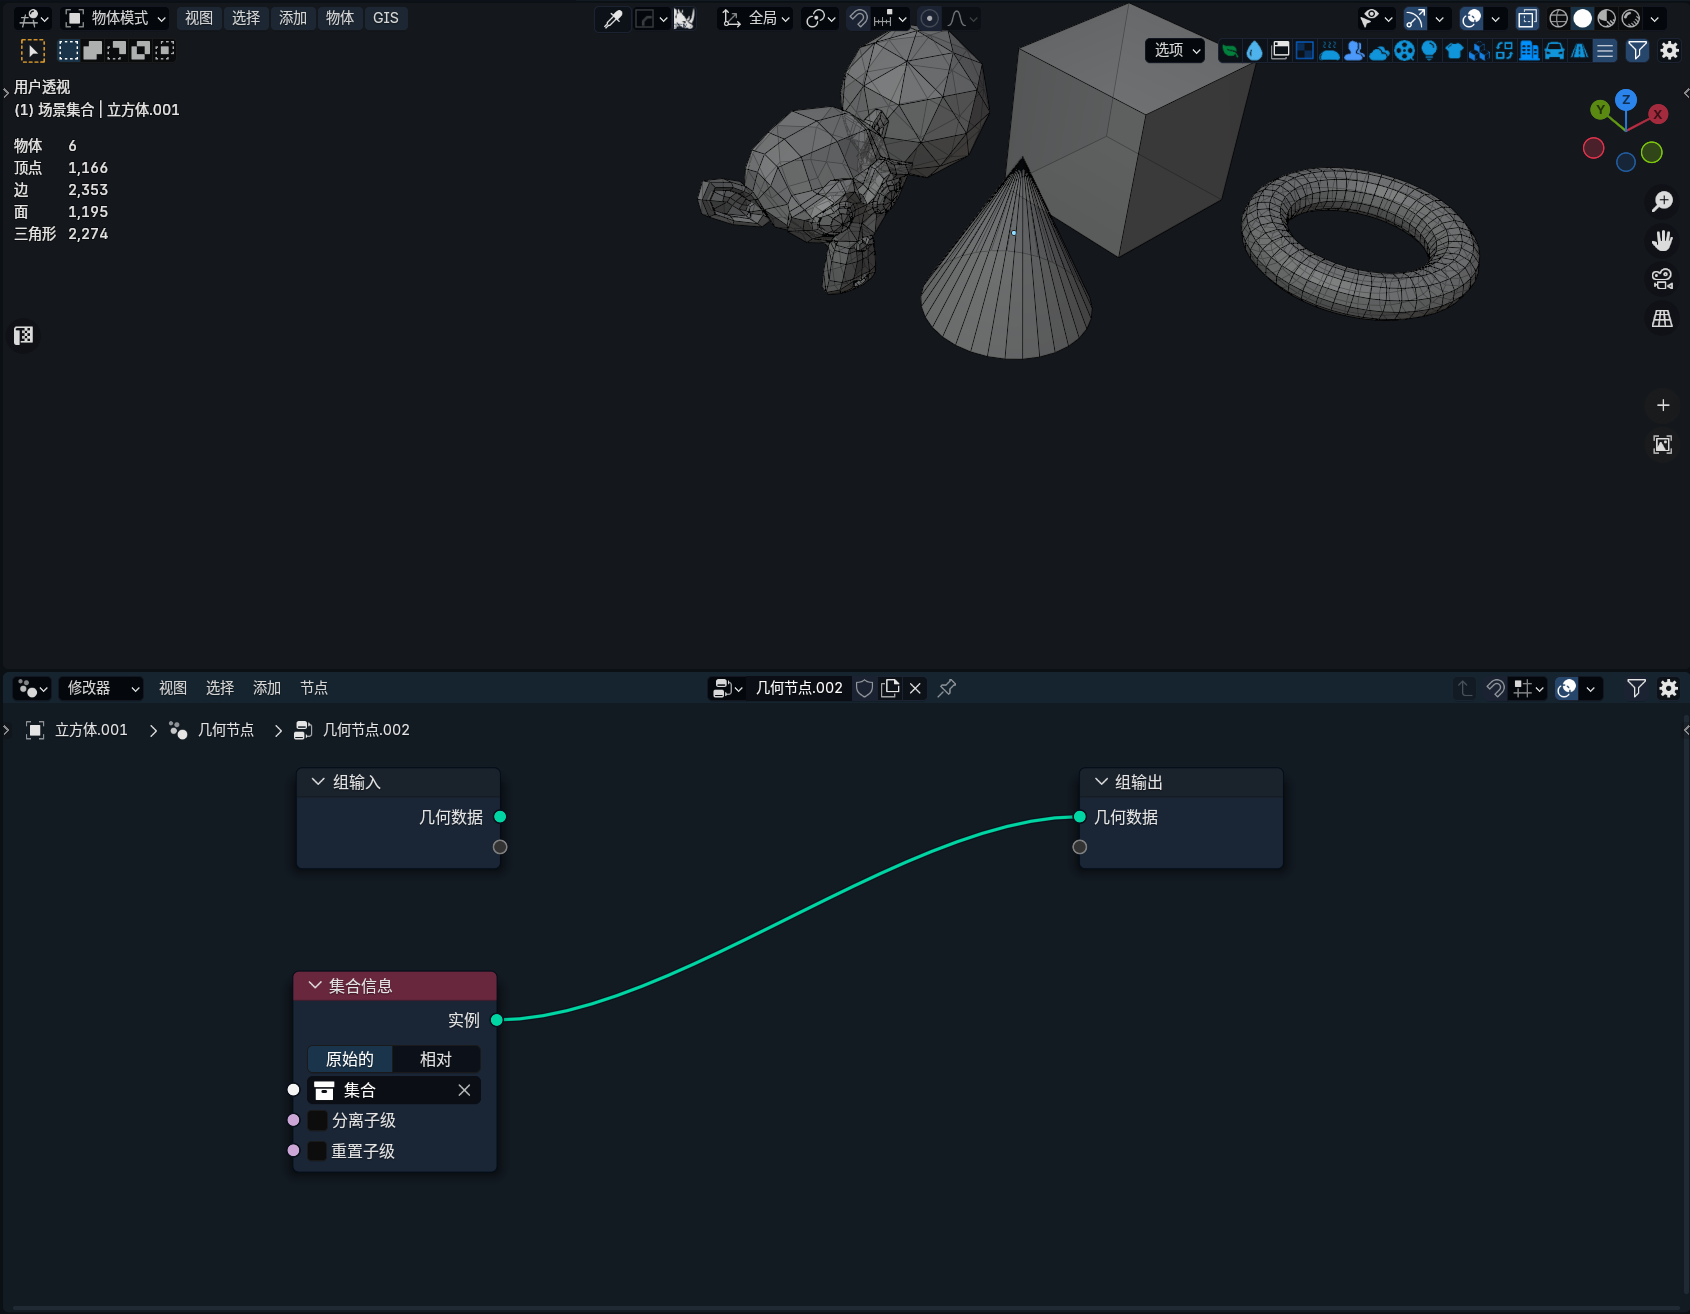 物体模式 视图 选择 添加 物体 GIS 全局
选项
用户透视
(1) 场景集合 | 立方体.001
物体 6
顶点 1,166
边 2,353
面 1,195
三角形 2,274
Z
Y
X
修改器 视图 选择 添加 节点 几何节点.002
立方体.001 几何节点 几何节点.002
组输入
几何数据
组输出
几何数据
集合信息
实例
原始的 相对
集合
分离子级
重置子级